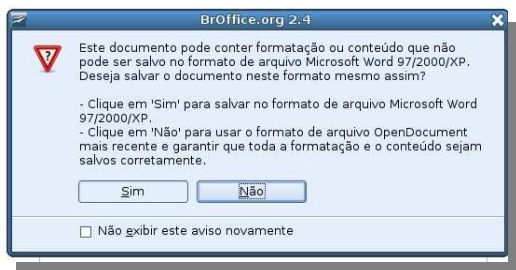 BrOffice.org 2.4
Este documento pode conter formatação ou conteúdo que não
pode ser salvo no formato de arquivo Microsoft Word 97/2000/XP.
Deseja salvar o documento neste formato mesmo assim?
- Clique em 'Sim' para salvar no formato de arquivo Microsoft Word
97/2000/XP.
- Clique em 'Não' para usar o formato de arquivo OpenDocument
mais recente e garantir que toda a formatação e o conteúdo sejam
salvos corretamente.
Sim
Não
Não exibir este aviso novamente